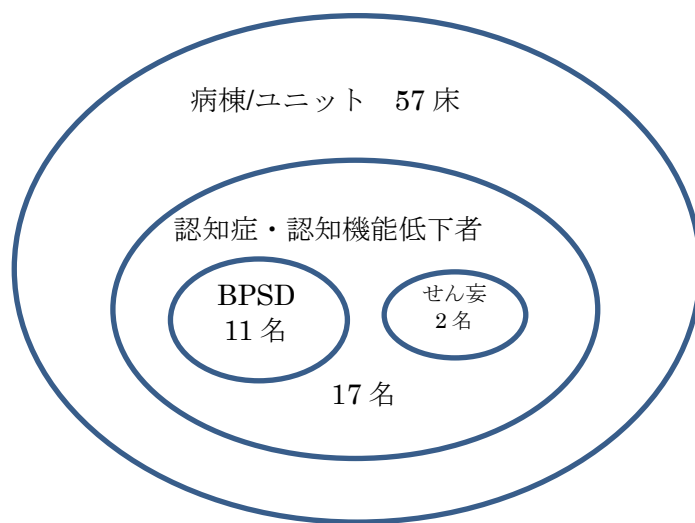 病棟/ユニット　57 床
認知症・認知機能低下者
BPSD
11 名
せん妄
2 名
17 名